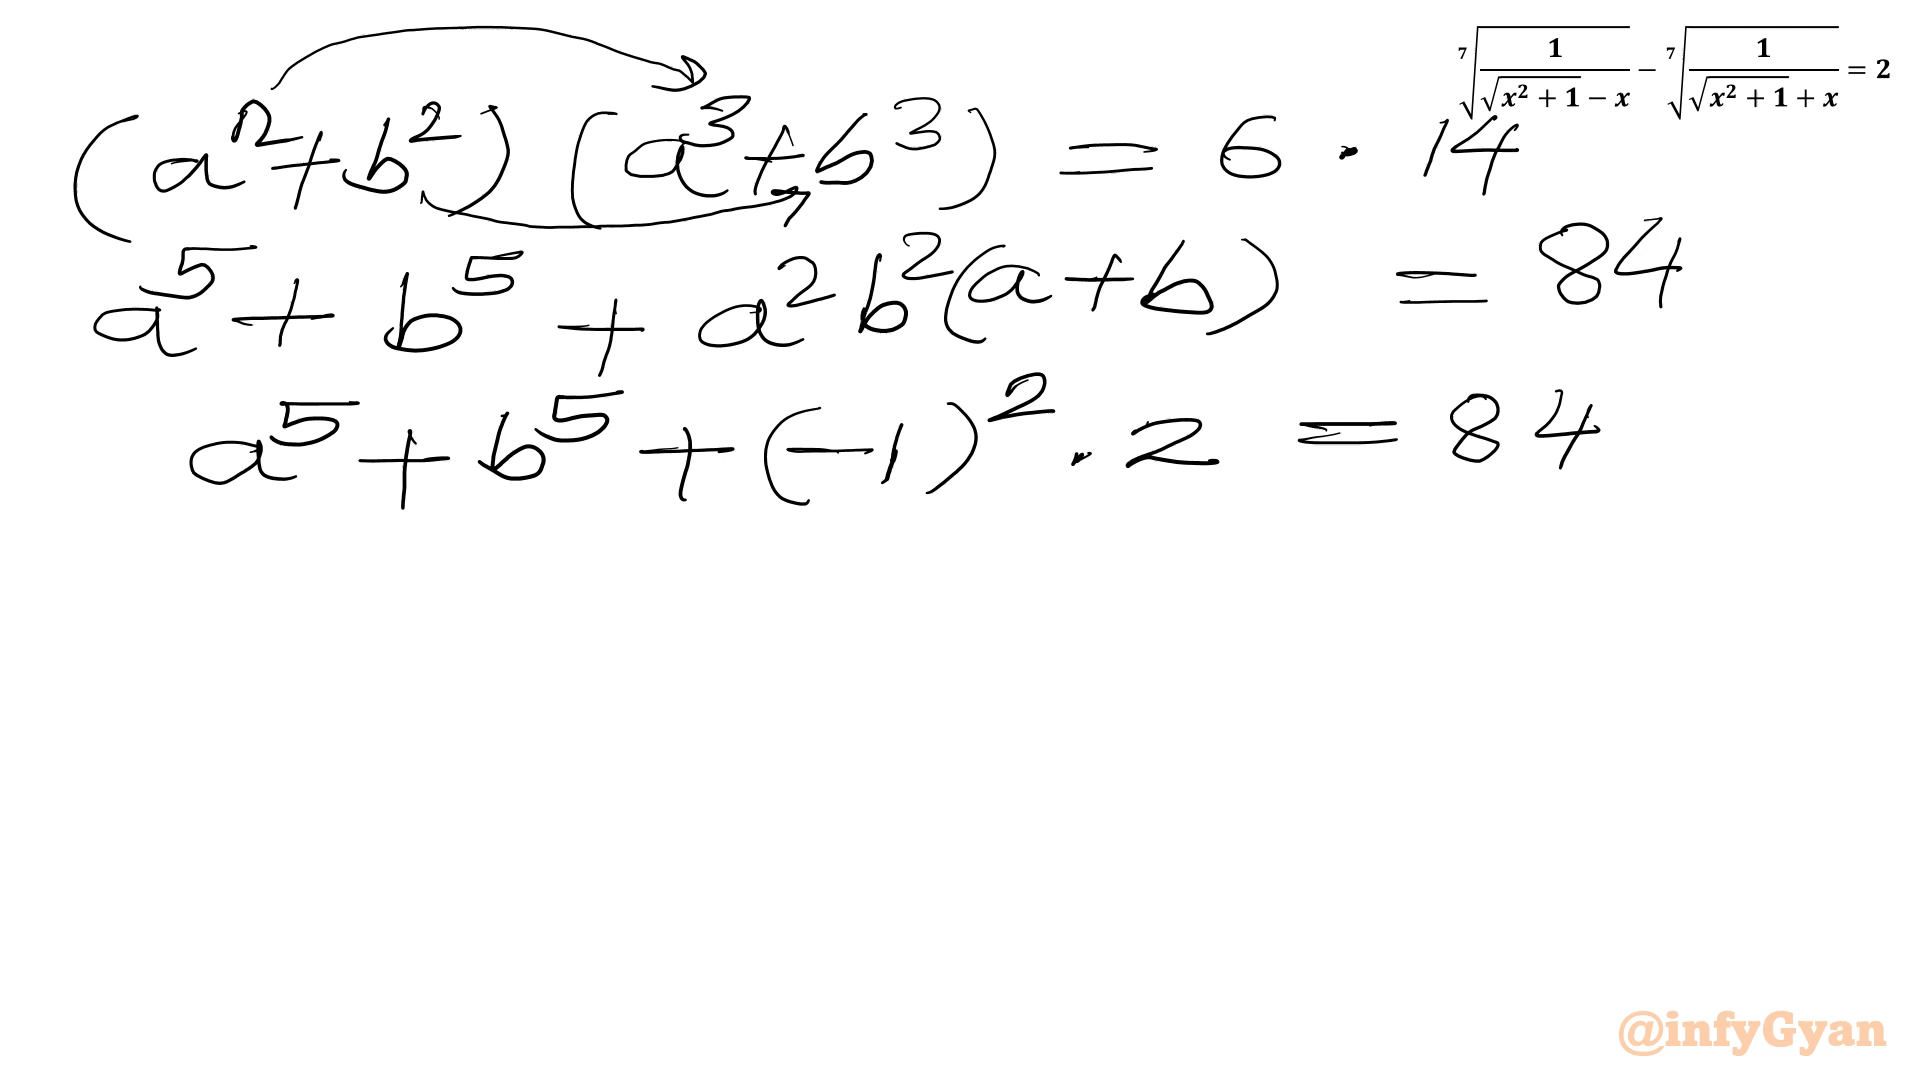 ⁷√(1/(√(x² + 1) − x)) − ⁷√(1/(√(x² + 1) + x)) = 2
(a² + b²) (a³ + b³) = 6 · 14
a⁵ + b⁵ + a²b²(a + b) = 84
a⁵ + b⁵ + (−1)² · 2 = 84
@infyGyan